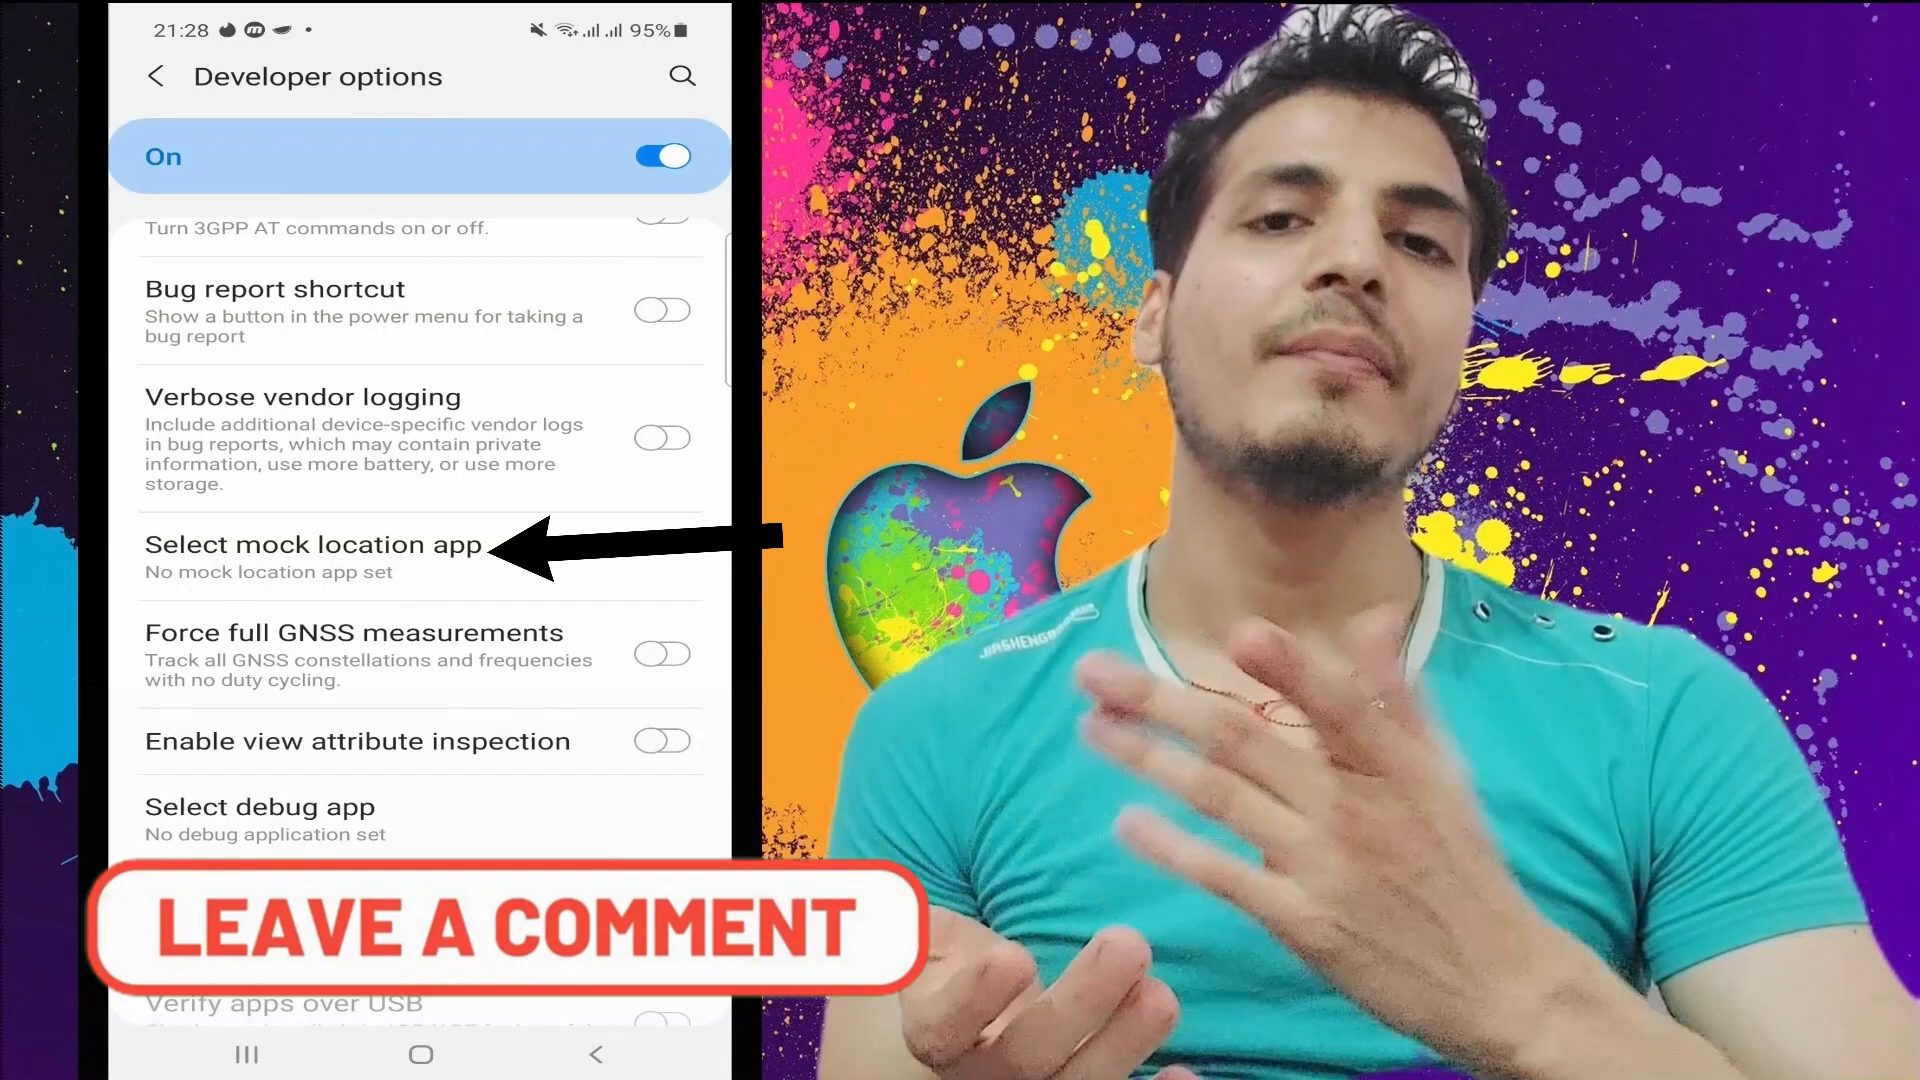 21:28
95%
Developer options
On
Turn 3GPP AT commands on or off.
Bug report shortcut
Show a button in the power menu for taking a
bug report
Verbose vendor logging
Include additional device-specific vendor logs
in bug reports, which may contain private
information, use more battery, or use more
storage.
Select mock location app
No mock location app set
Force full GNSS measurements
Track all GNSS constellations and frequencies
with no duty cycling.
Enable view attribute inspection
Select debug app
No debug application set
LEAVE A COMMENT
Verify apps over USB